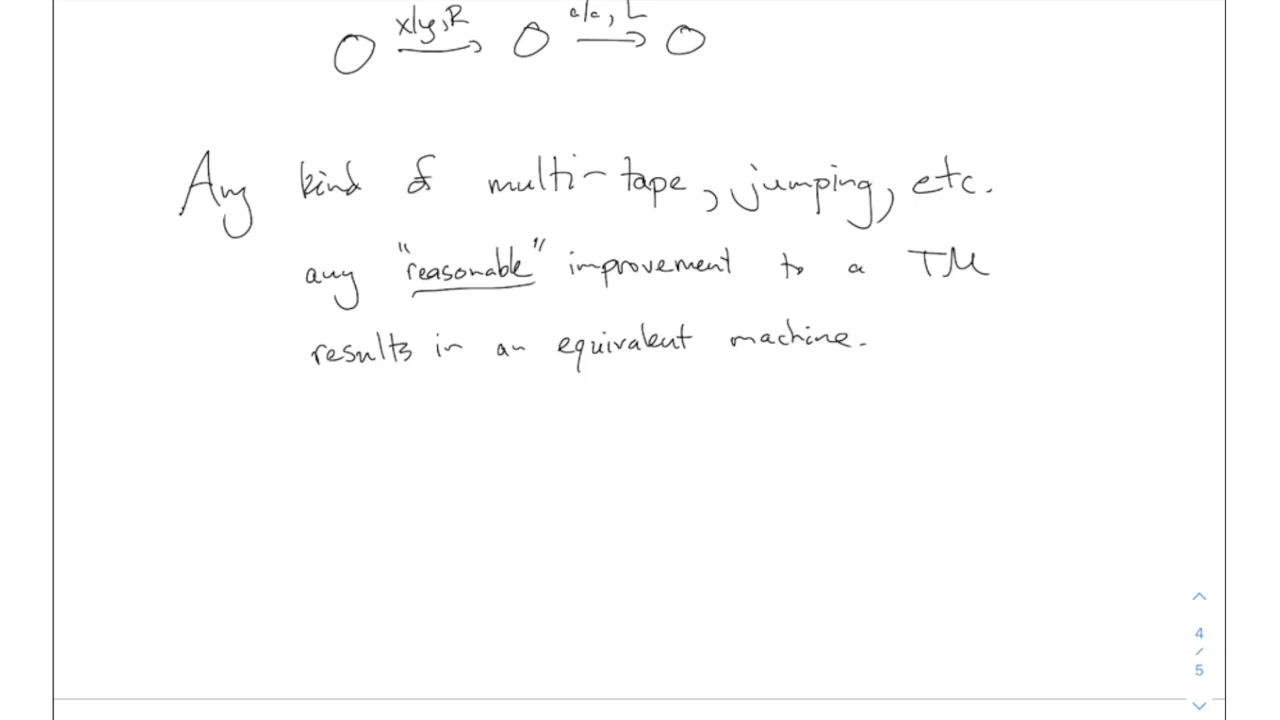 x/y, R
Any kind of multi-tape, jumping, etc.
any "reasonable" improvement to a TM
results in an equivalent machine.
4
/
5